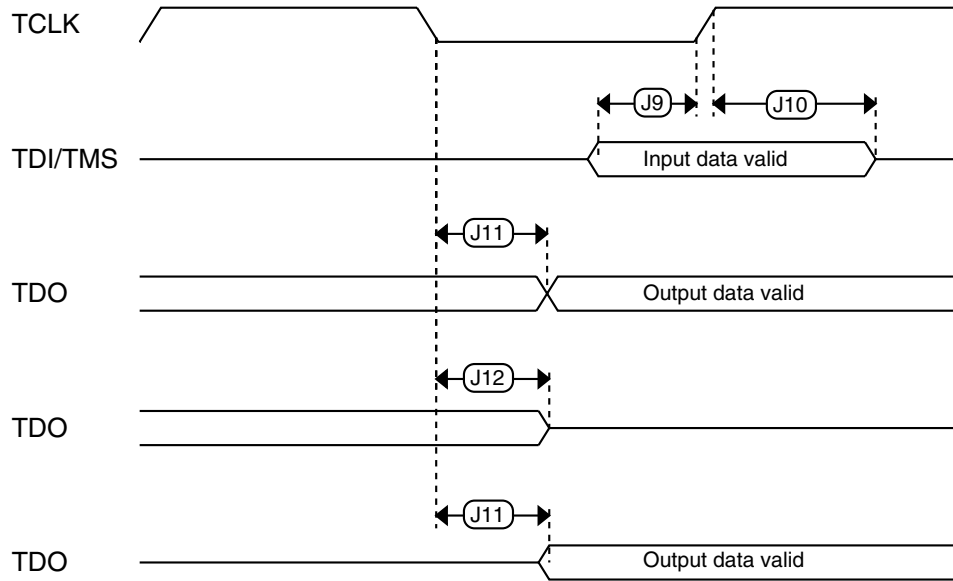 TCLK
J9
J10
TDI/TMS
Input data valid
J11
TDO
Output data valid
J12
TDO
J11
TDO
Output data valid